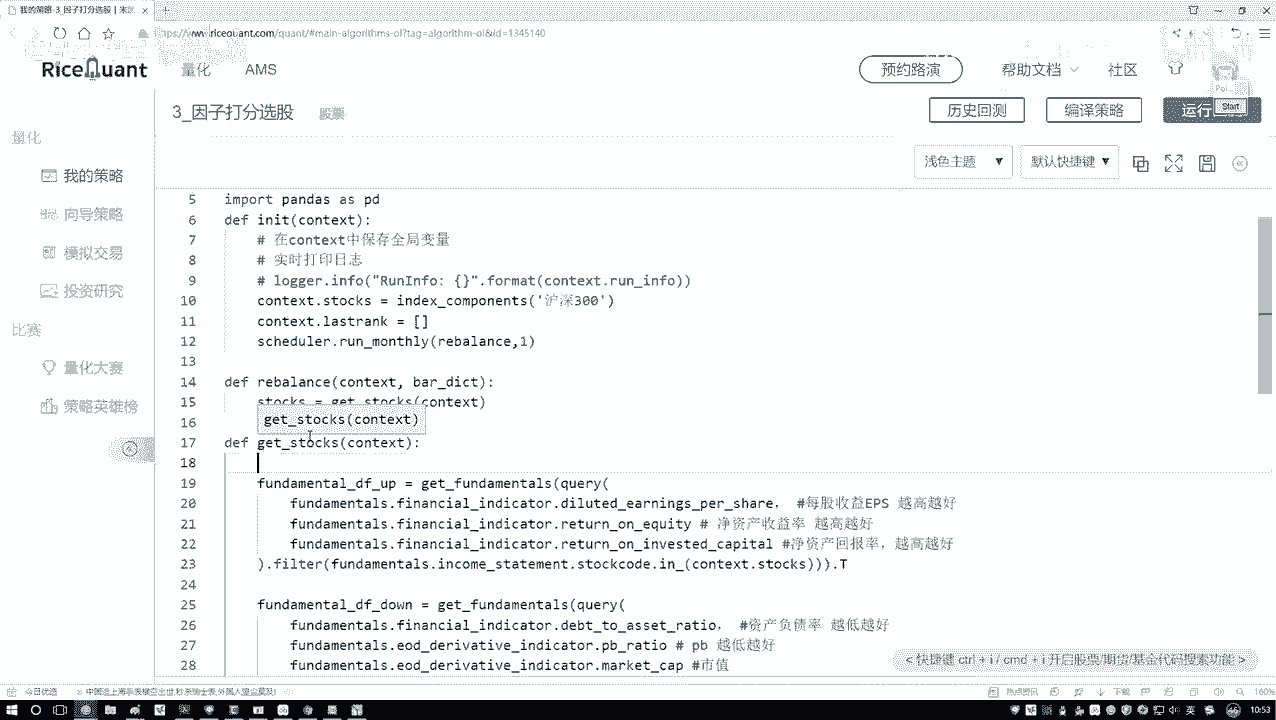 我的策略-3_因子打分选股
www.ricequant.com/quant/#main-algorithms-ol?tag=algorithm-ol&id=1345140
RiceQuant 量化 AMS 预约路演 帮助文档 社区
3_因子打分选股 股票 历史回测 编译策略 运行 Start
量化
浅色主题 默认快捷键
我的策略
向导策略
模拟交易
投资研究
比赛
量化大赛
策略英雄榜
5 import pandas as pd
6 def init(context):
7 # 在context中保存全局变量
8 # 实时打印日志
9 # logger.info("RunInfo: {}".format(context.run_info))
10 context.stocks = index_components('沪深300')
11 context.lastrank = []
12 scheduler.run_monthly(rebalance,1)
13
14 def rebalance(context, bar_dict):
15 stocks = get_stocks(context)
16 get_stocks(context)
17 def get_stocks(context):
18
19 fundamental_df_up = get_fundamentals(query(
20 fundamentals.financial_indicator.diluted_earnings_per_share, #每股收益EPS 越高越好
21 fundamentals.financial_indicator.return_on_equity # 净资产收益率 越高越好
22 fundamentals.financial_indicator.return_on_invested_capital #净资产回报率，越高越好
23 ).filter(fundamentals.income_statement.stockcode.in_(context.stocks))).T
24
25 fundamental_df_down = get_fundamentals(query(
26 fundamentals.financial_indicator.debt_to_asset_ratio, #资产负债率 越低越好
27 fundamentals.eod_derivative_indicator.pb_ratio # pb 越低越好
28 fundamentals.eod_derivative_indicator.market_cap #市值
<快捷键 ctrl + i / cmd + i 开启股票/期货/基金代码搜索功能 >
今日优选 热点资讯 下载 160%
英 10:53